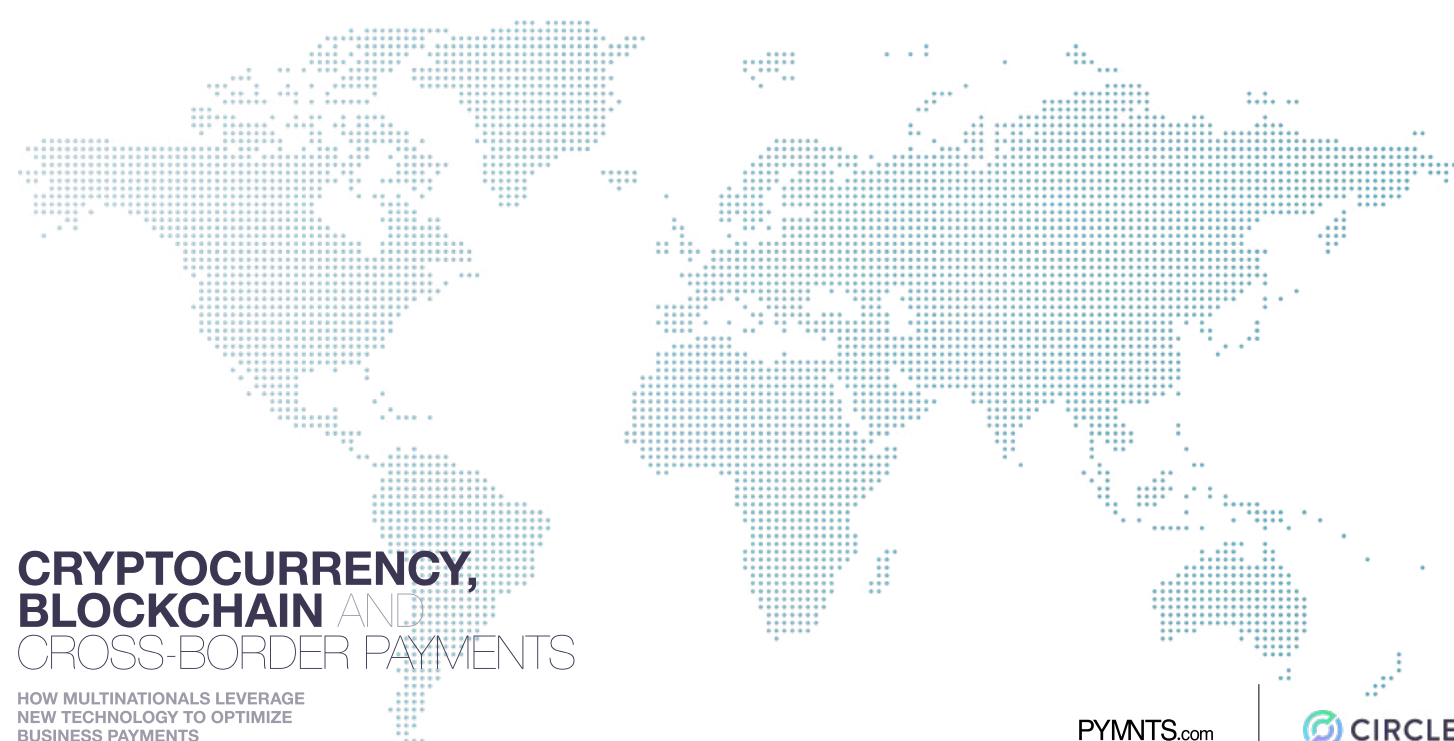 CRYPTOCURRENCY,
BLOCKCHAIN AND
CROSS-BORDER PAYMENTS
HOW MULTINATIONALS LEVERAGE
NEW TECHNOLOGY TO OPTIMIZE
BUSINESS PAYMENTS
PYMNTS.com
CIRCLE